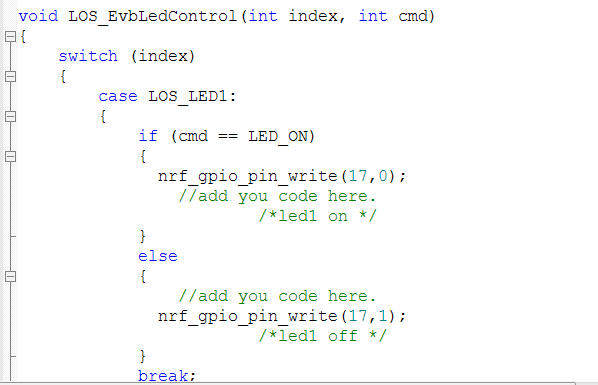 void LOS_EvbLedControl(int index, int cmd)
{
    switch (index)
    {
        case LOS_LED1:
        {
            if (cmd == LED_ON)
            {
              nrf_gpio_pin_write(17,0);
                //add you code here.
                        /*led1 on */
            }
            else
            {
                //add you code here.
              nrf_gpio_pin_write(17,1);
                        /*led1 off */
            }
            break;